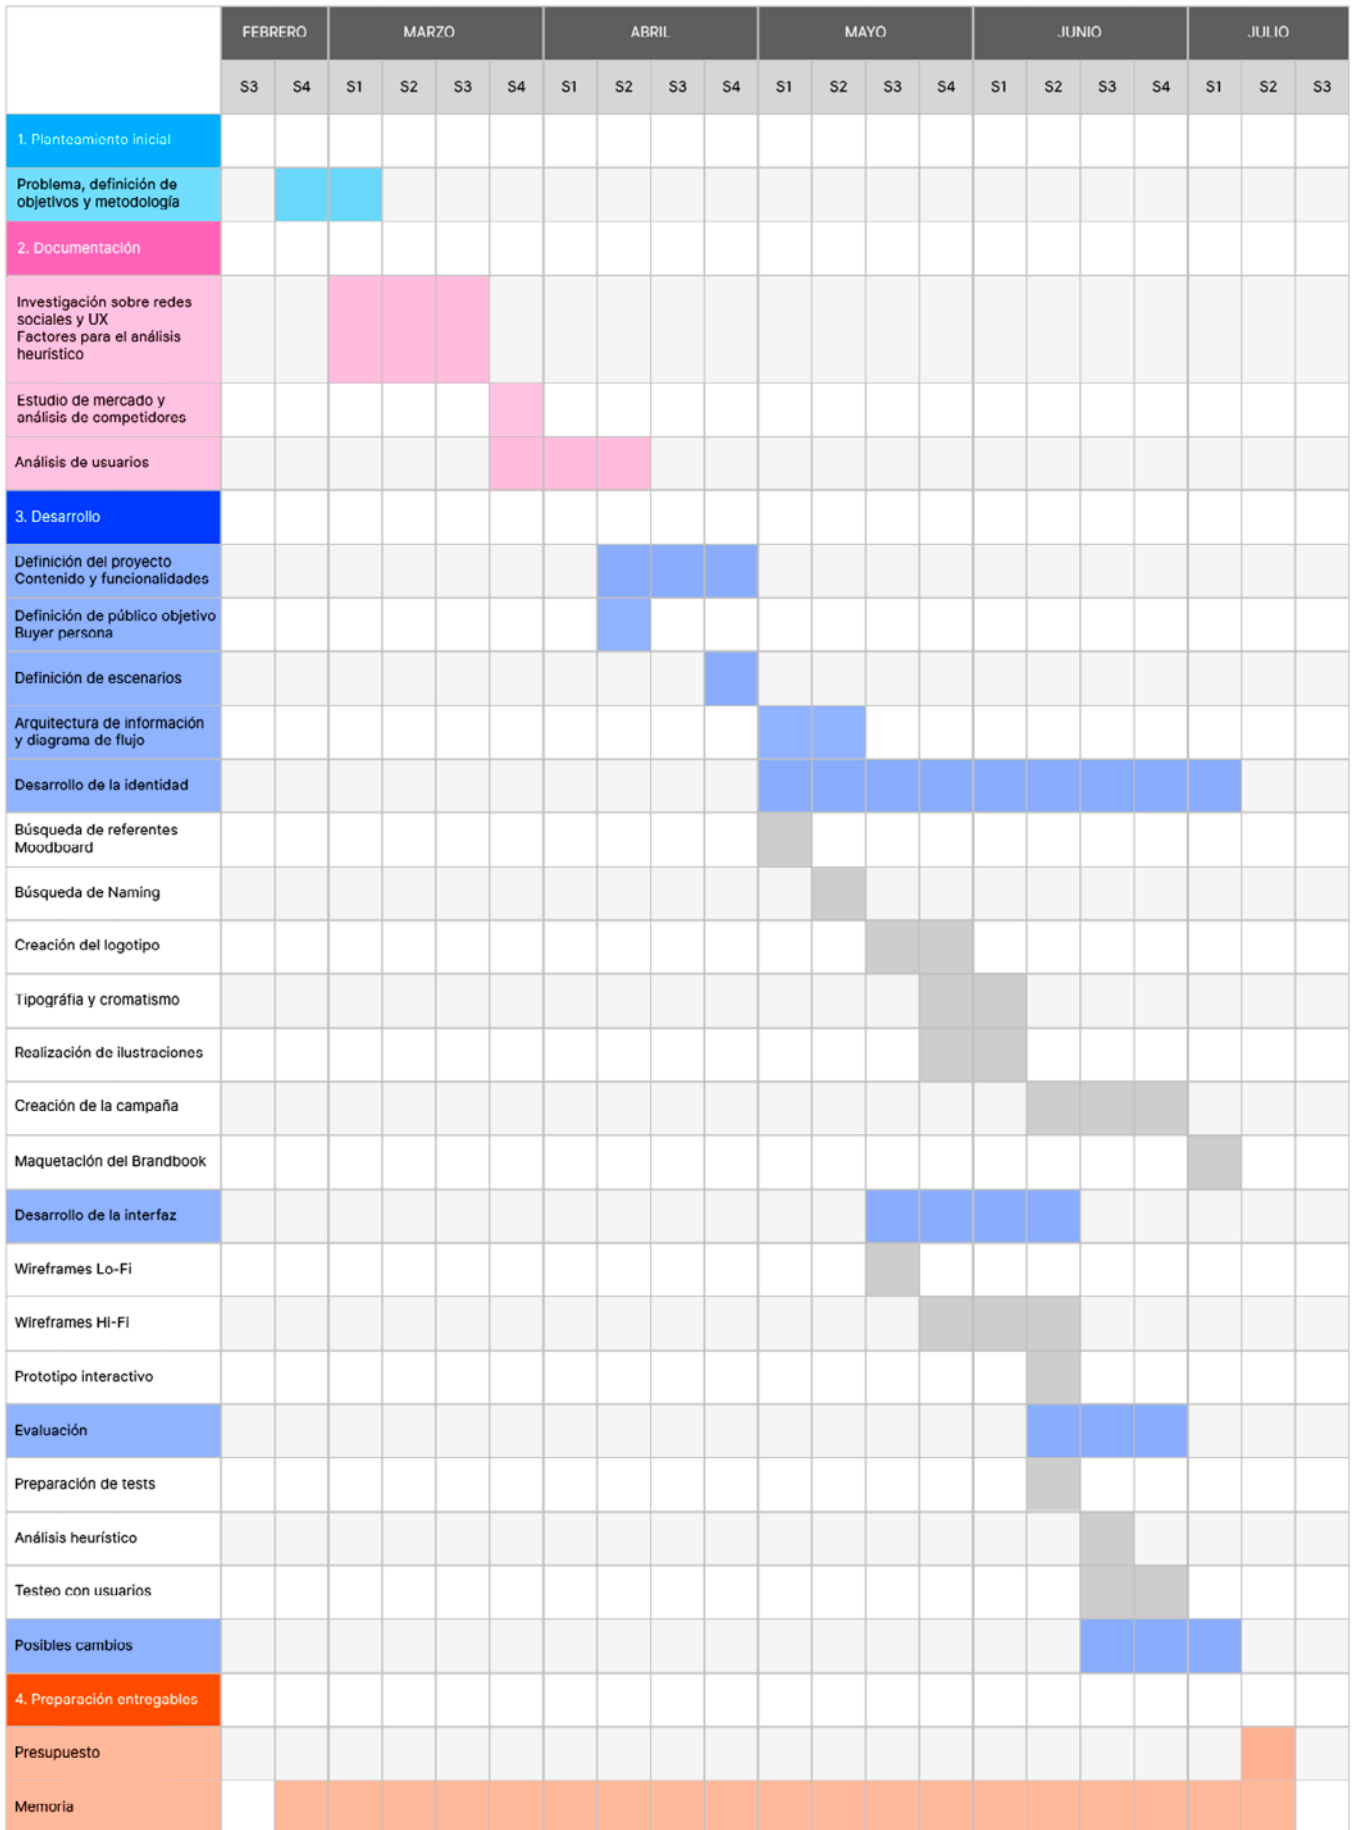 FEBRERO MARZO ABRIL MAYO JUNIO JULIO
S3 S4 S1 S2 S3 S4 S1 S2 S3 S4 S1 S2 S3 S4 S1 S2 S3 S4 S1 S2 S3
1. Planteamiento inicial
Problema, definición de
objetivos y metodología
2. Documentación
Investigación sobre redes
sociales y UX
Factores para el análisis
heurístico
Estudio de mercado y
análisis de competidores
Análisis de usuarios
3. Desarrollo
Definición del proyecto
Contenido y funcionalidades
Definición de público objetivo
Buyer persona
Definición de escenarios
Arquitectura de información
y diagrama de flujo
Desarrollo de la identidad
Búsqueda de referentes
Moodboard
Búsqueda de Naming
Creación del logotipo
Tipográfia y cromatismo
Realización de ilustraciones
Creación de la campaña
Maquetación del Brandbook
Desarrollo de la interfaz
Wireframes Lo-Fi
Wireframes Hi-Fi
Prototipo interactivo
Evaluación
Preparación de tests
Análisis heurístico
Testeo con usuarios
Posibles cambios
4. Preparación entregables
Presupuesto
Memoria